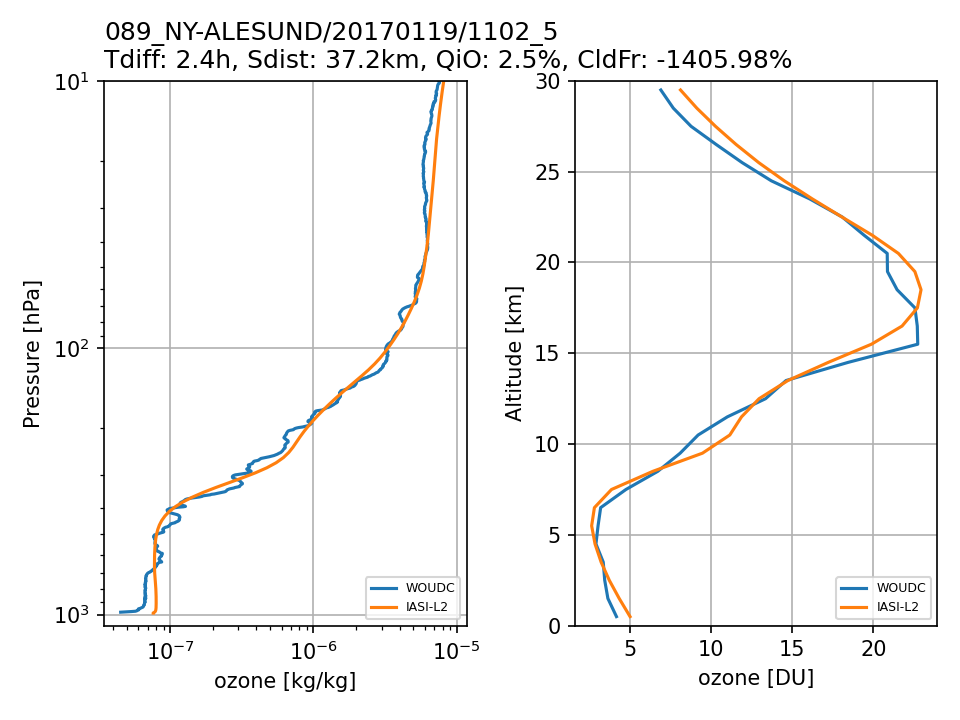 089_NY-ALESUND/20170119/1102_5
Tdiff: 2.4h, Sdist: 37.2km, QiO: 2.5%, CldFr: -1405.98%
Pressure [hPa]
10¹
10²
10³
10⁻⁷
10⁻⁶
10⁻⁵
ozone [kg/kg]
WOUDC
IASI-L2
Altitude [km]
30
25
20
15
10
5
0
5
10
15
20
ozone [DU]
WOUDC
IASI-L2